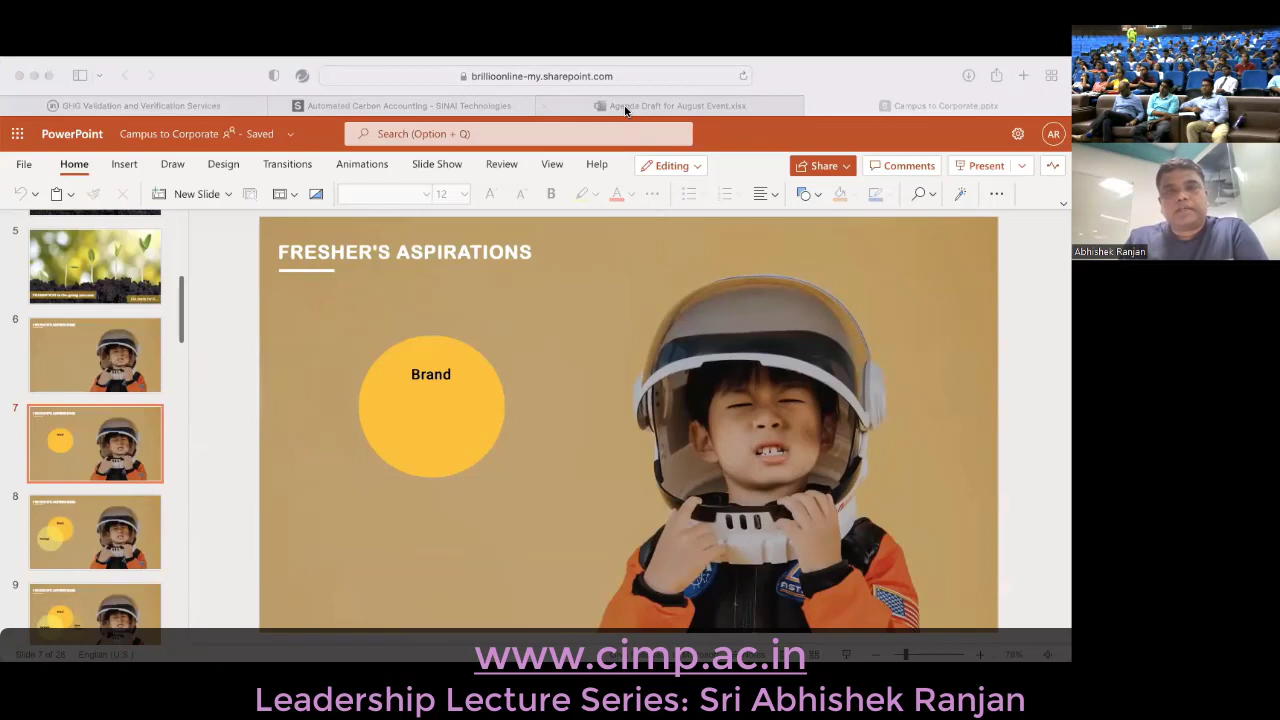 brillioonline-my.sharepoint.com
GHG Validation and Verification Services
Automated Carbon Accounting - SINAI Technologies
Agenda Draft for August Event.xlsx
Campus to Corporate.pptx
PowerPoint
Campus to Corporate
- Saved
Search (Option + Q)
AR
File
Home
Insert
Draw
Design
Transitions
Animations
Slide Show
Review
View
Help
Editing
Share
Comments
Present
New Slide
12
5
6
7
8
9
FRESHER'S ASPIRATIONS
Brand
Abhishek Ranjan
Slide 7 of 28
English (U.S.)
78%
www.cimp.ac.in
Leadership Lecture Series: Sri Abhishek Ranjan